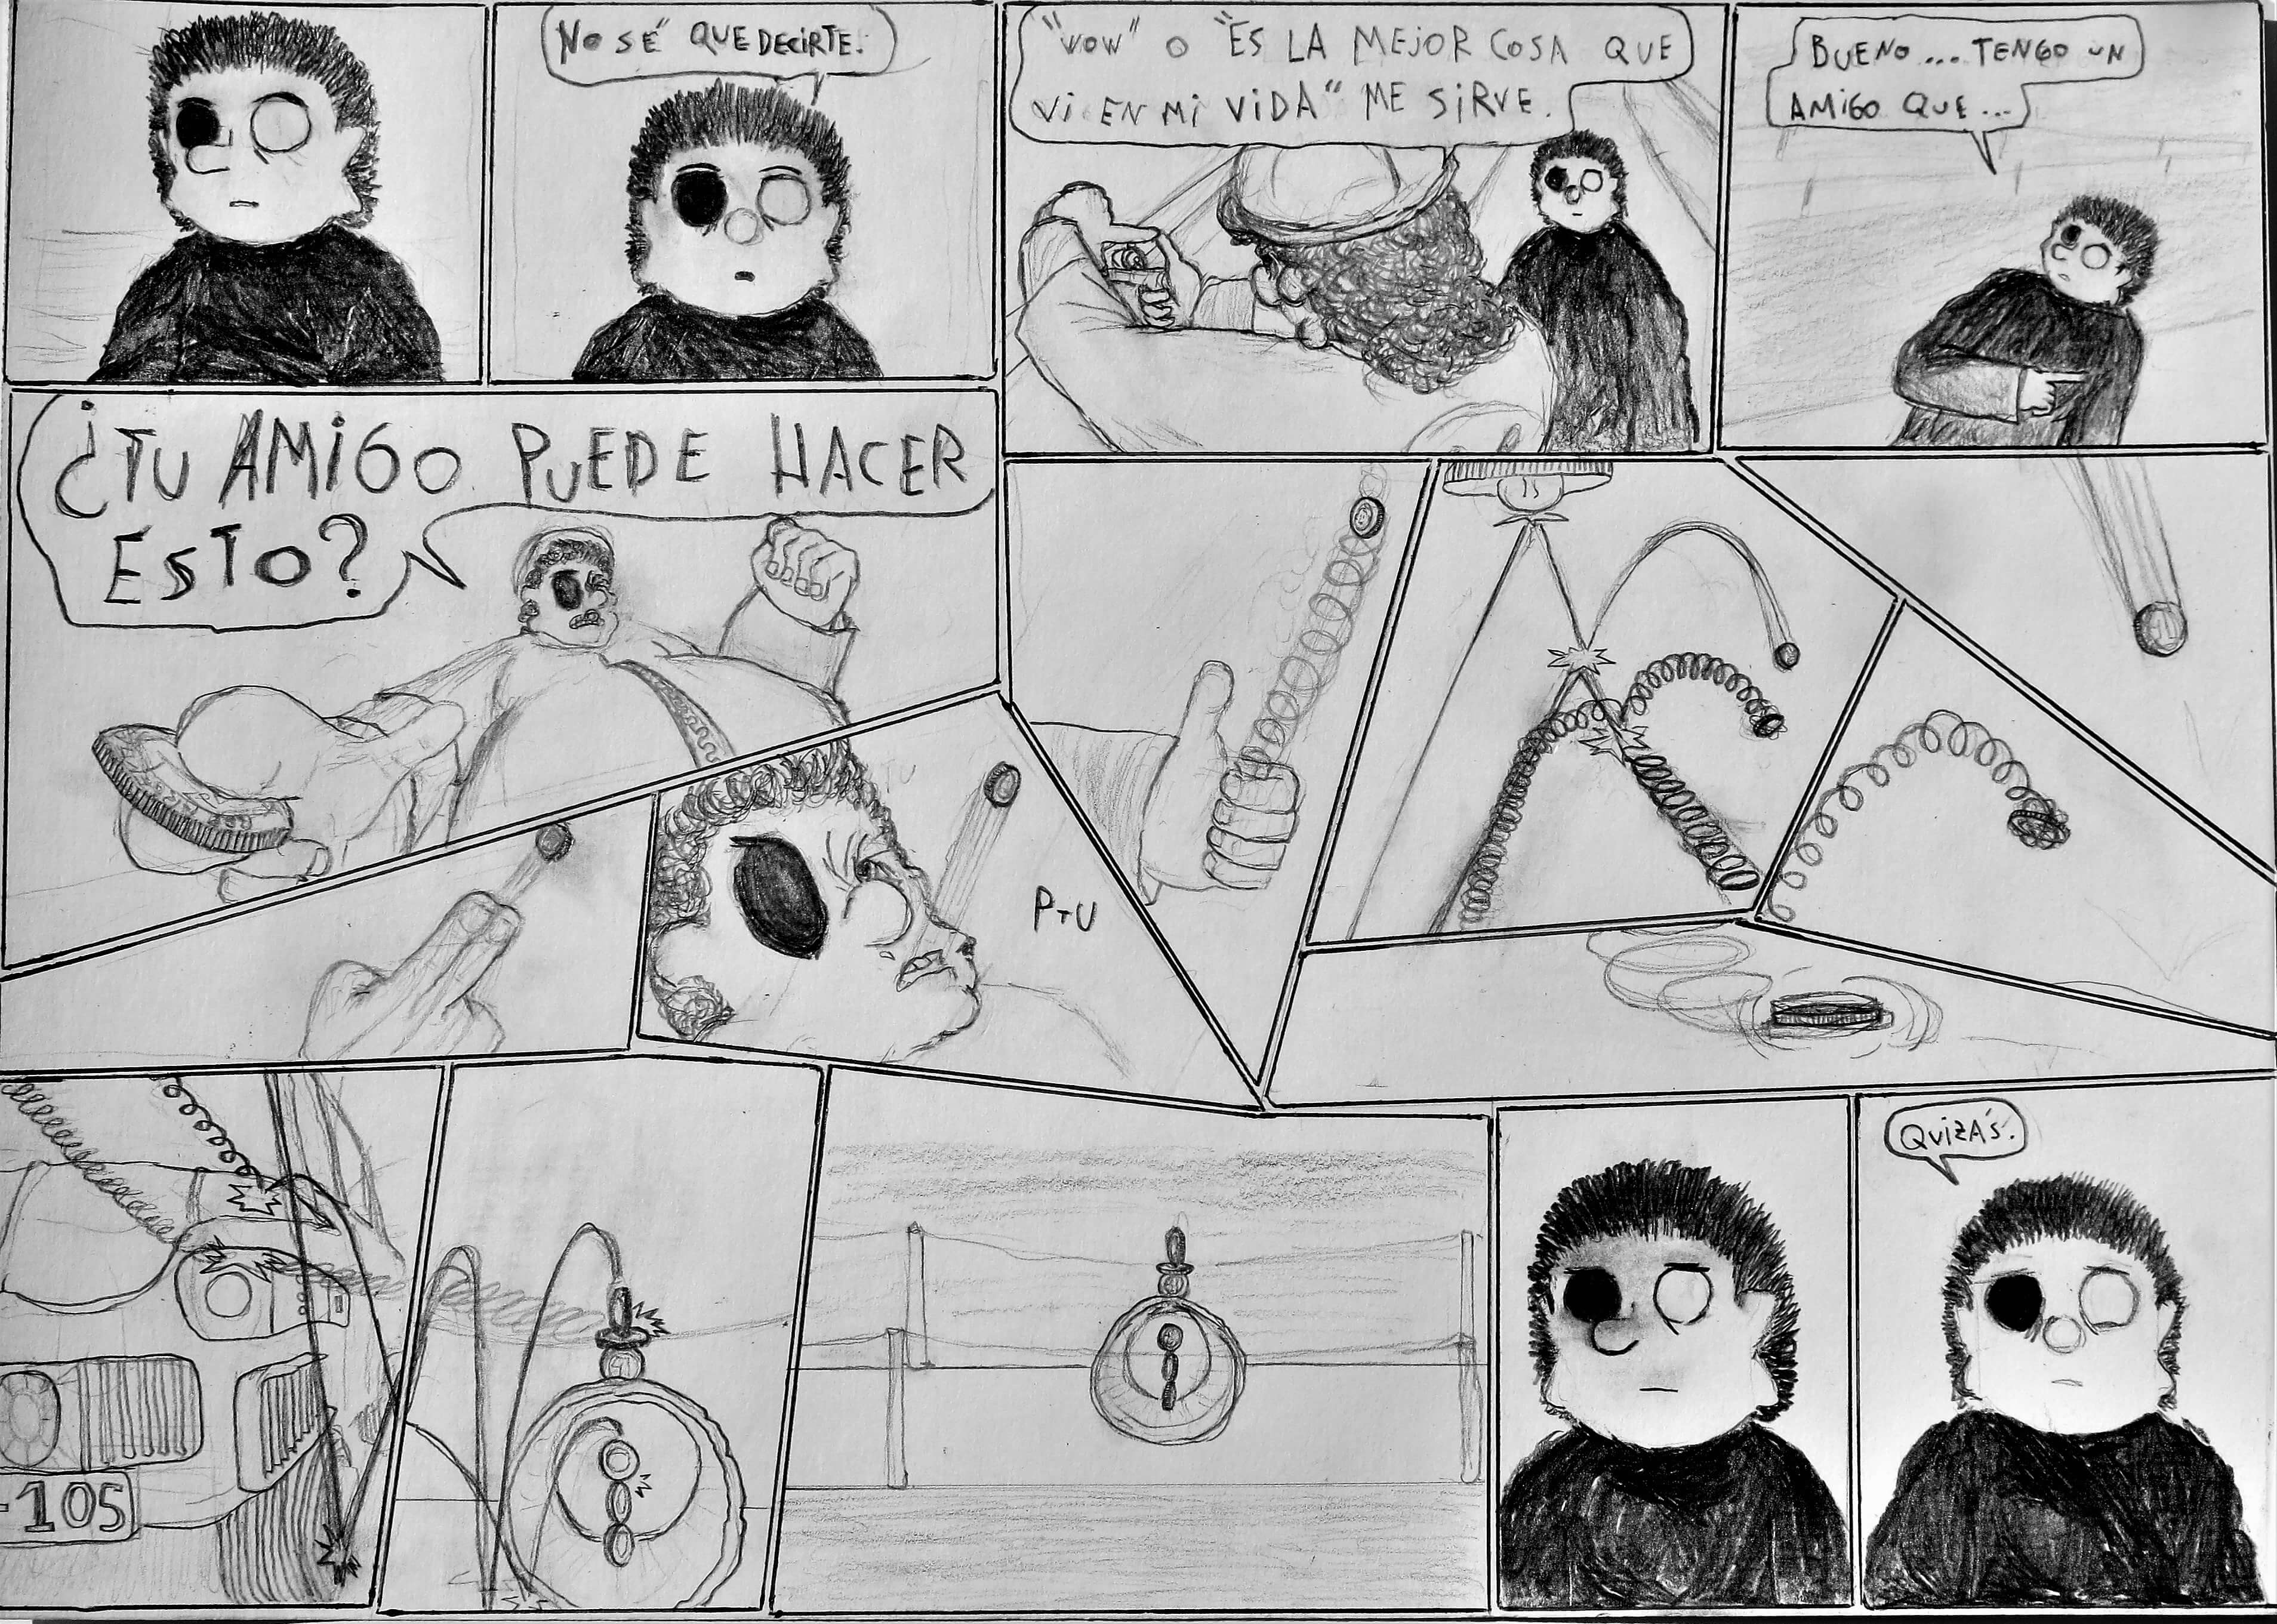 No SÉ QUE DECIRTE.
"WOW" O "ES LA MEJOR COSA QUE
VI EN MI VIDA" ME SIRVE.
BUENO... TENGO UN
AMIGO QUE...
¿TU AMIGO PUEDE HACER
ESTO?
PTU
-105
QUIZÁS.